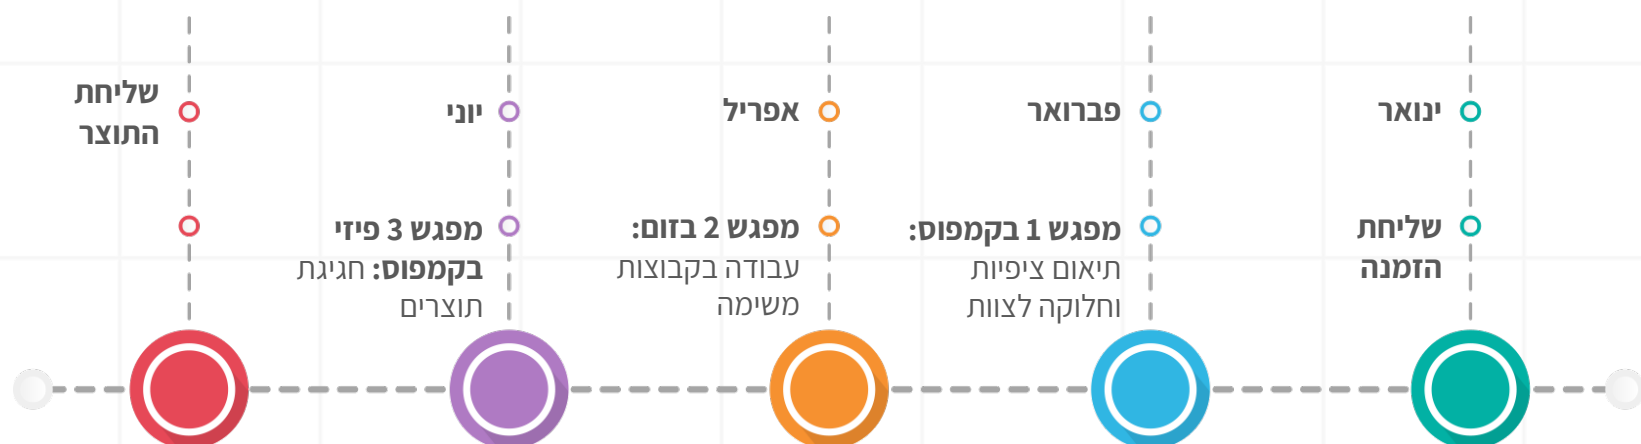 ינואר
שליחת
הזמנה
פברואר
מפגש 1 בקמפוס:
תיאום ציפיות
וחלוקה לצוות
אפריל
מפגש 2 בזום:
עבודה בקבוצות
משימה
יוני
מפגש 3 פיזי
בקמפוס: חגיגת
תוצרים
שליחת
התוצר